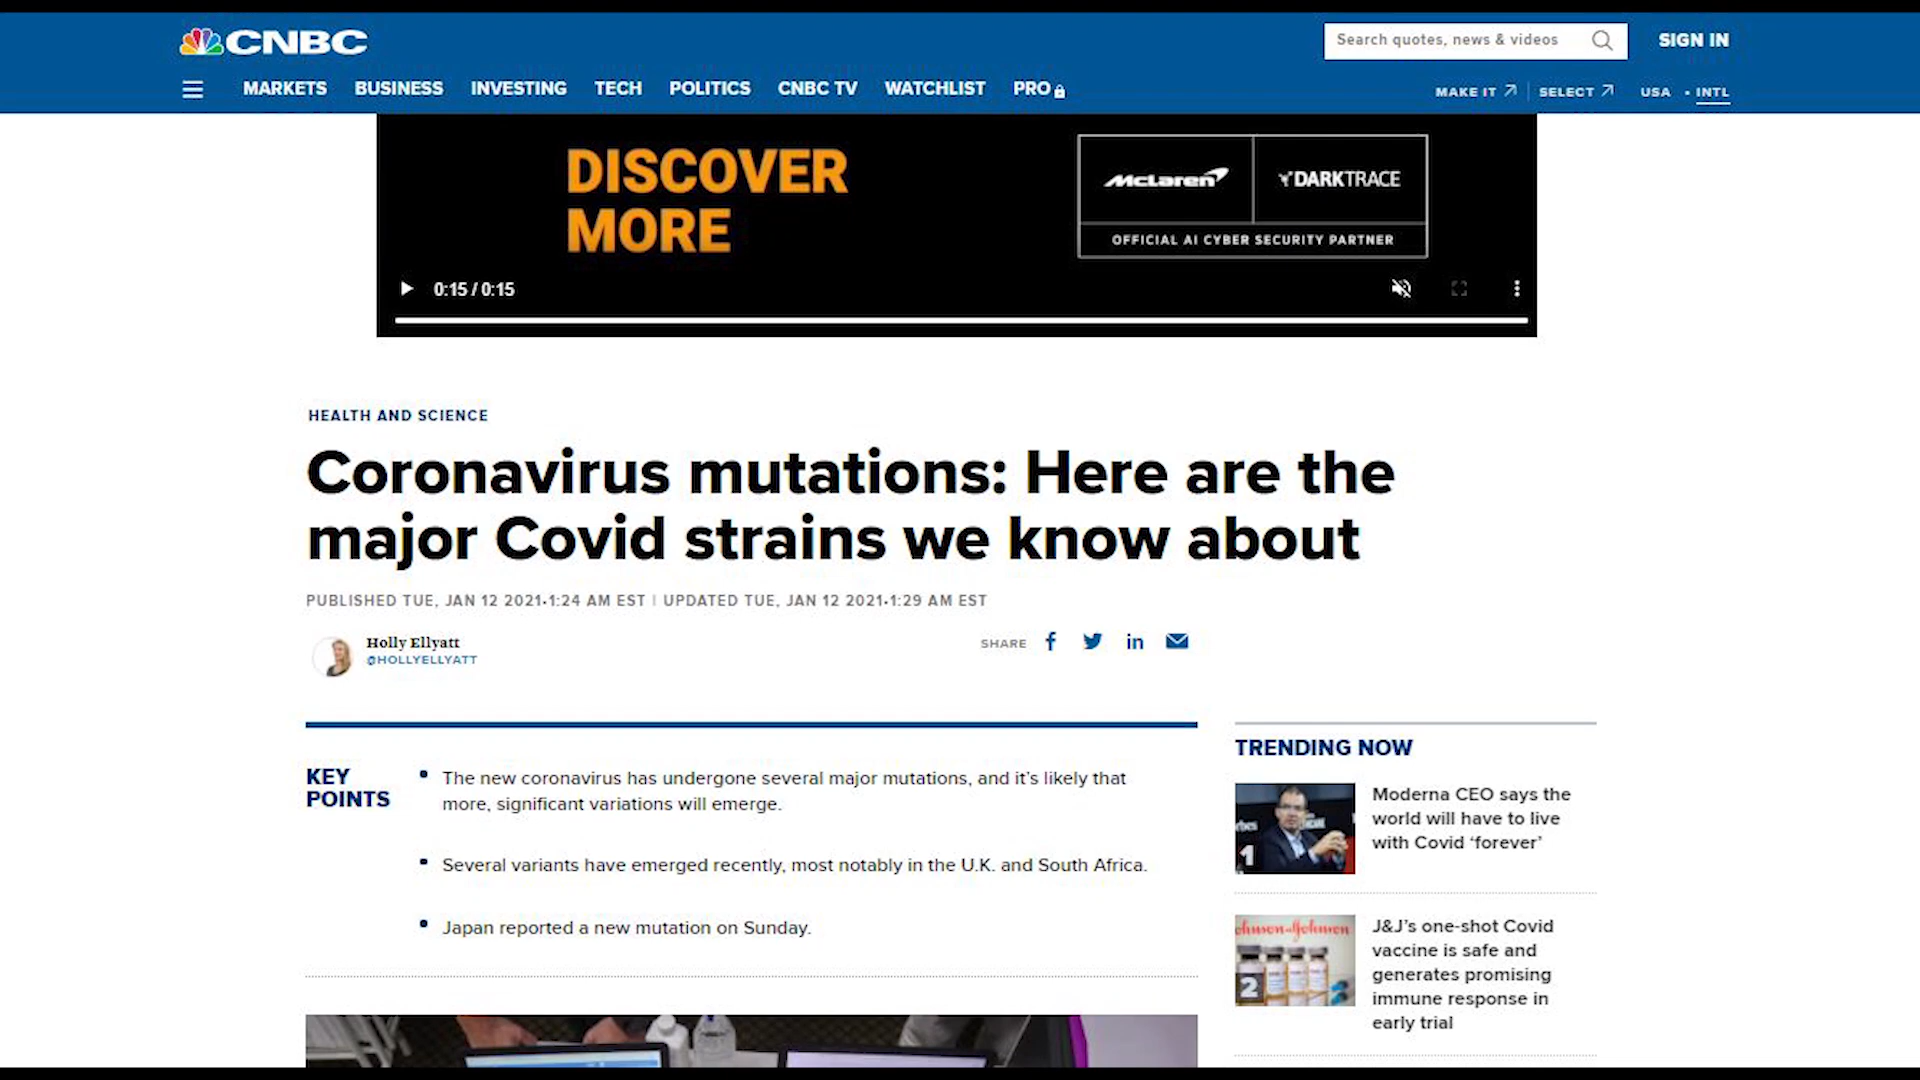 CNBC
Search quotes, news & videos
SIGN IN
MARKETS BUSINESS INVESTING TECH POLITICS CNBC TV WATCHLIST PRO
MAKE IT SELECT USA • INTL
DISCOVER
MORE
McLaren
DARKTRACE
OFFICIAL AI CYBER SECURITY PARTNER
0:15 / 0:15
HEALTH AND SCIENCE
Coronavirus mutations: Here are the
major Covid strains we know about
PUBLISHED TUE, JAN 12 2021•1:24 AM EST | UPDATED TUE, JAN 12 2021•1:29 AM EST
Holly Ellyatt
@HOLLYELLYATT
SHARE
KEY
POINTS
• The new coronavirus has undergone several major mutations, and it's likely that
more, significant variations will emerge.
• Several variants have emerged recently, most notably in the U.K. and South Africa.
• Japan reported a new mutation on Sunday.
TRENDING NOW
1
Moderna CEO says the
world will have to live
with Covid ‘forever’
2
J&J’s one-shot Covid
vaccine is safe and
generates promising
immune response in
early trial